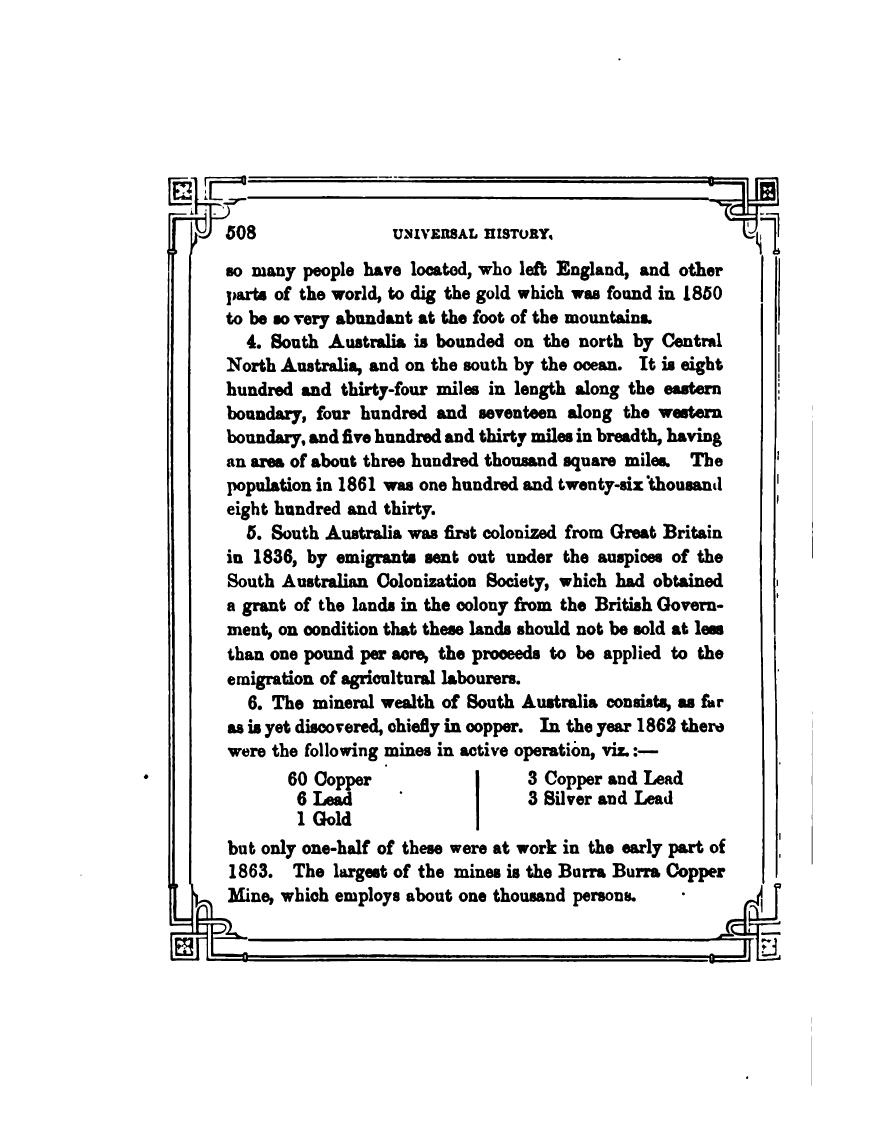 508 UNIVERSAL HISTORY.
so many people have located, who left England, and other
parts of the world, to dig the gold which was found in 1850
to be so very abundant at the foot of the mountains.
4. South Australia is bounded on the north by Central
North Australia, and on the south by the ocean. It is eight
hundred and thirty-four miles in length along the eastern
boundary, four hundred and seventeen along the western
boundary, and five hundred and thirty miles in breadth, having
an area of about three hundred thousand square miles. The
population in 1861 was one hundred and twenty-six thousand
eight hundred and thirty.
5. South Australia was first colonized from Great Britain
in 1836, by emigrants sent out under the auspices of the
South Australian Colonization Society, which had obtained
a grant of the lands in the colony from the British Govern-
ment, on condition that these lands should not be sold at less
than one pound per acre, the proceeds to be applied to the
emigration of agricultural labourers.
6. The mineral wealth of South Australia consists, as far
as is yet discovered, chiefly in copper. In the year 1862 there
were the following mines in active operation, viz.:—
60 Copper 3 Copper and Lead
6 Lead 3 Silver and Lead
1 Gold
but only one-half of these were at work in the early part of
1863. The largest of the mines is the Burra Burra Copper
Mine, which employs about one thousand persons.